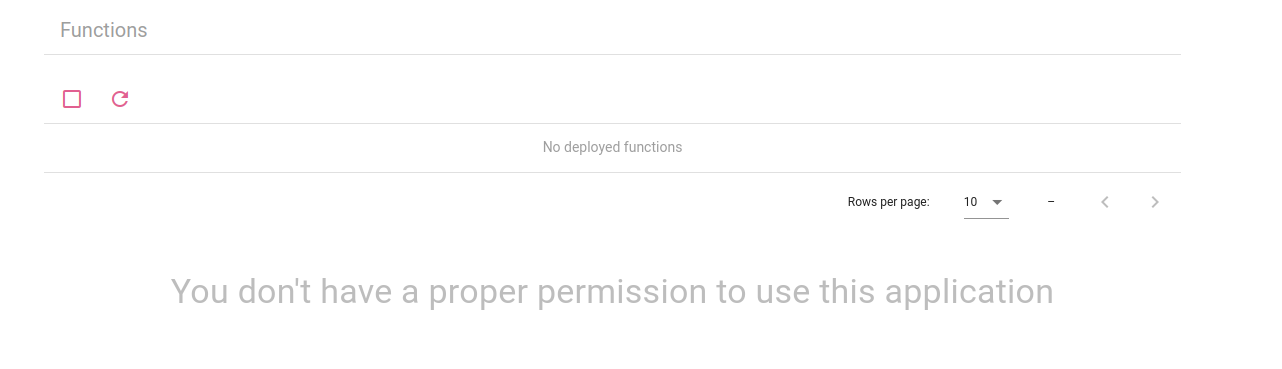 Functions
No deployed functions
Rows per page: 10 –
You don't have a proper permission to use this application